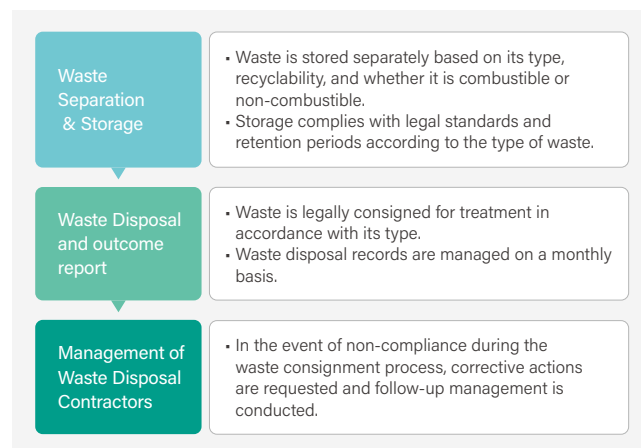 Waste
Separation
& Storage
• Waste is stored separately based on its type,
recyclability, and whether it is combustible or
non-combustible.
• Storage complies with legal standards and
retention periods according to the type of waste.
Waste Disposal
and outcome
report
• Waste is legally consigned for treatment in
accordance with its type.
• Waste disposal records are managed on a monthly
basis.
Management of
Waste Disposal
Contractors
• In the event of non-compliance during the
waste consignment process, corrective actions
are requested and follow-up management is
conducted.